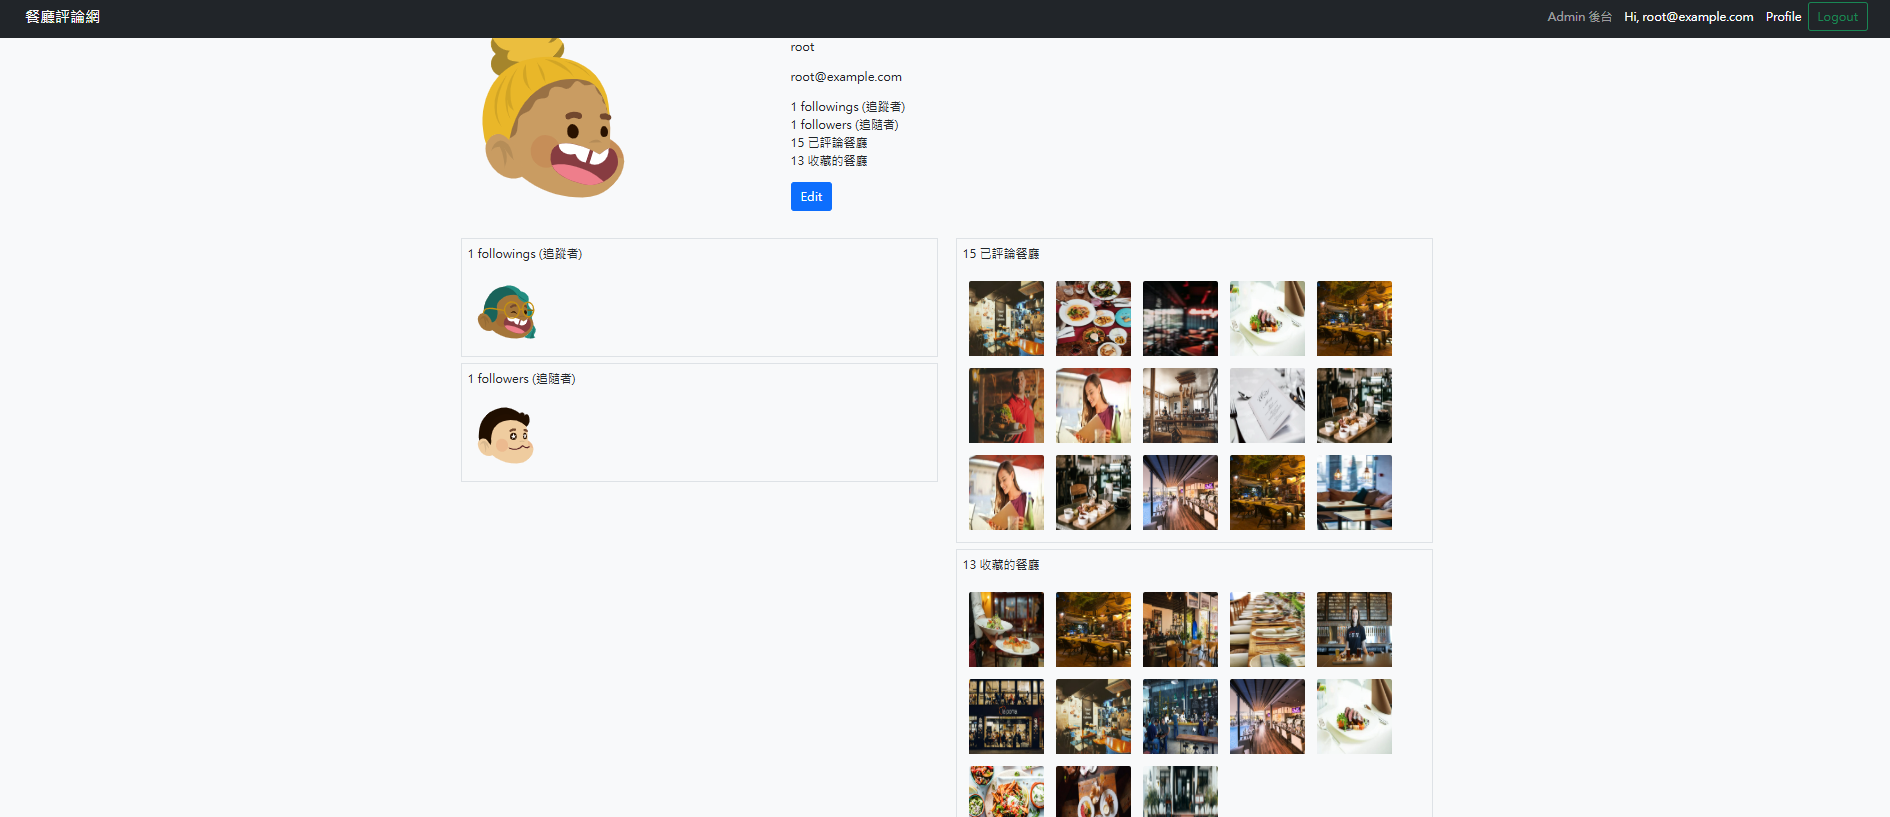 餐廳評論網
Admin 後台
Hi, root@example.com
Profile
Logout
root
root@example.com
1 followings (追蹤者)
1 followers (追隨者)
15 已評論餐廳
13 收藏的餐廳
Edit
1 followings (追蹤者)
1 followers (追隨者)
15 已評論餐廳
13 收藏的餐廳